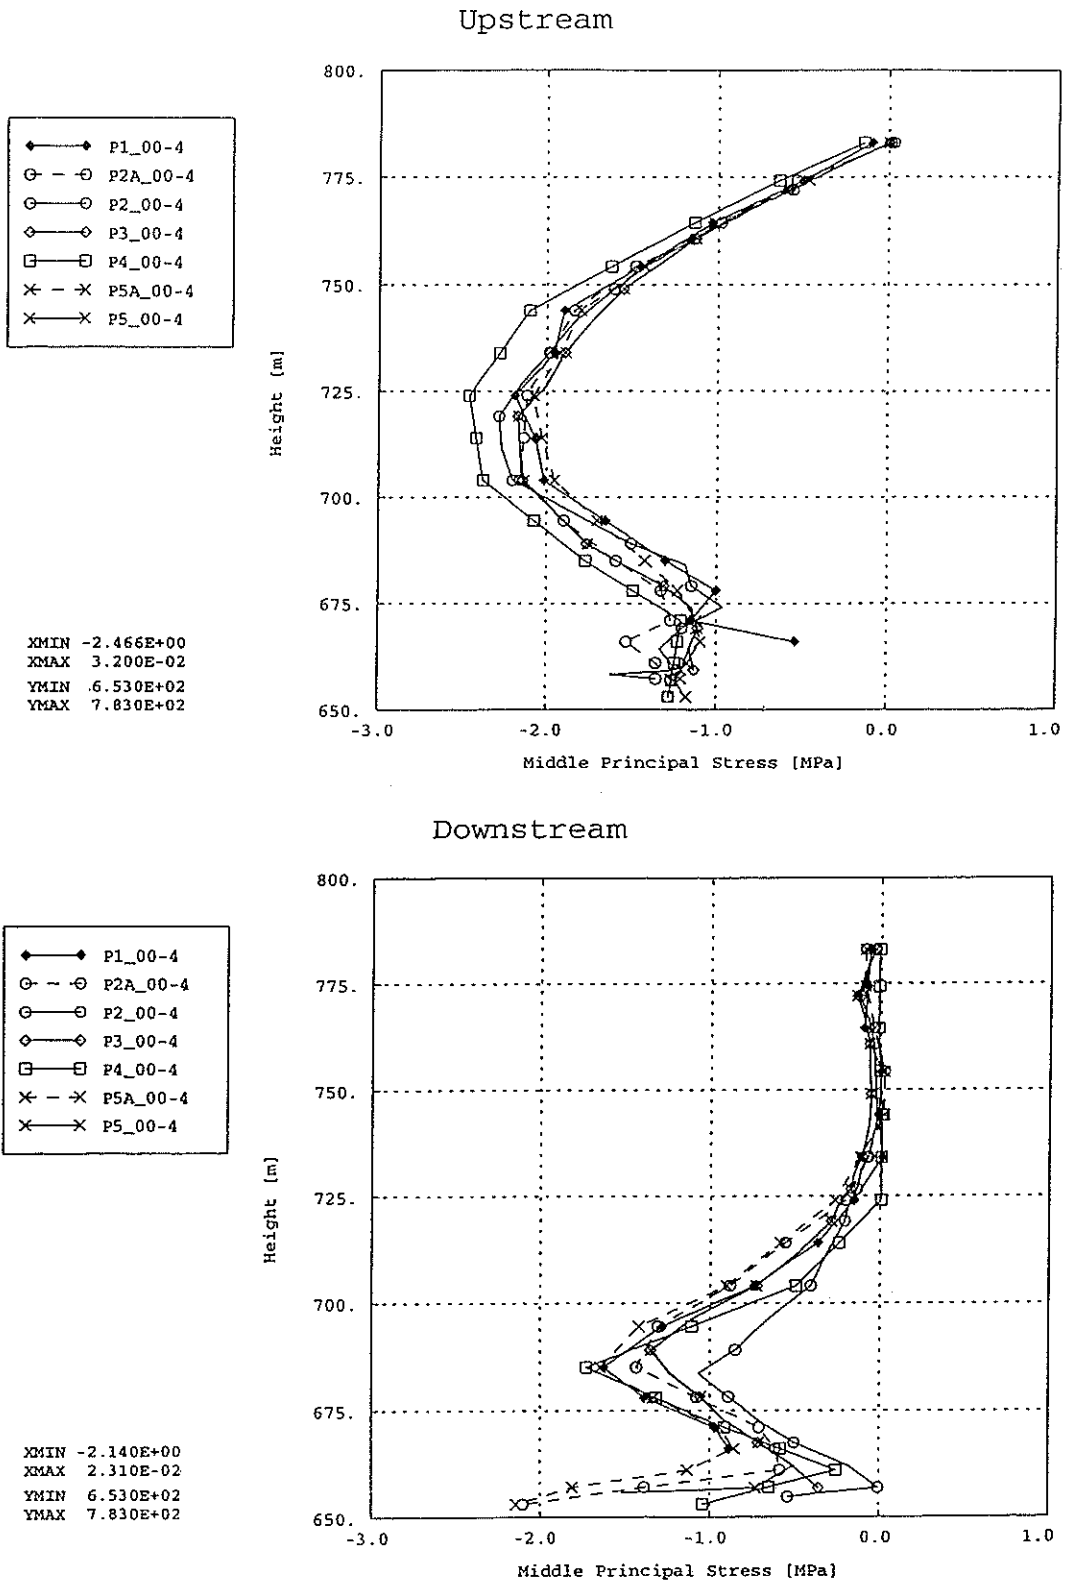 Upstream
800.
775.
750.
725.
700.
675.
650.
Height [m]
-3.0 -2.0 -1.0 0.0 1.0
Middle Principal Stress [MPa]
P1_00-4
P2A_00-4
P2_00-4
P3_00-4
P4_00-4
P5A_00-4
P5_00-4
XMIN -2.466E+00
XMAX 3.200E-02
YMIN 6.530E+02
YMAX 7.830E+02
Downstream
800.
775.
750.
725.
700.
675.
650.
Height [m]
-3.0 -2.0 -1.0 0.0 1.0
Middle Principal Stress [MPa]
P1_00-4
P2A_00-4
P2_00-4
P3_00-4
P4_00-4
P5A_00-4
P5_00-4
XMIN -2.140E+00
XMAX 2.310E-02
YMIN 6.530E+02
YMAX 7.830E+02